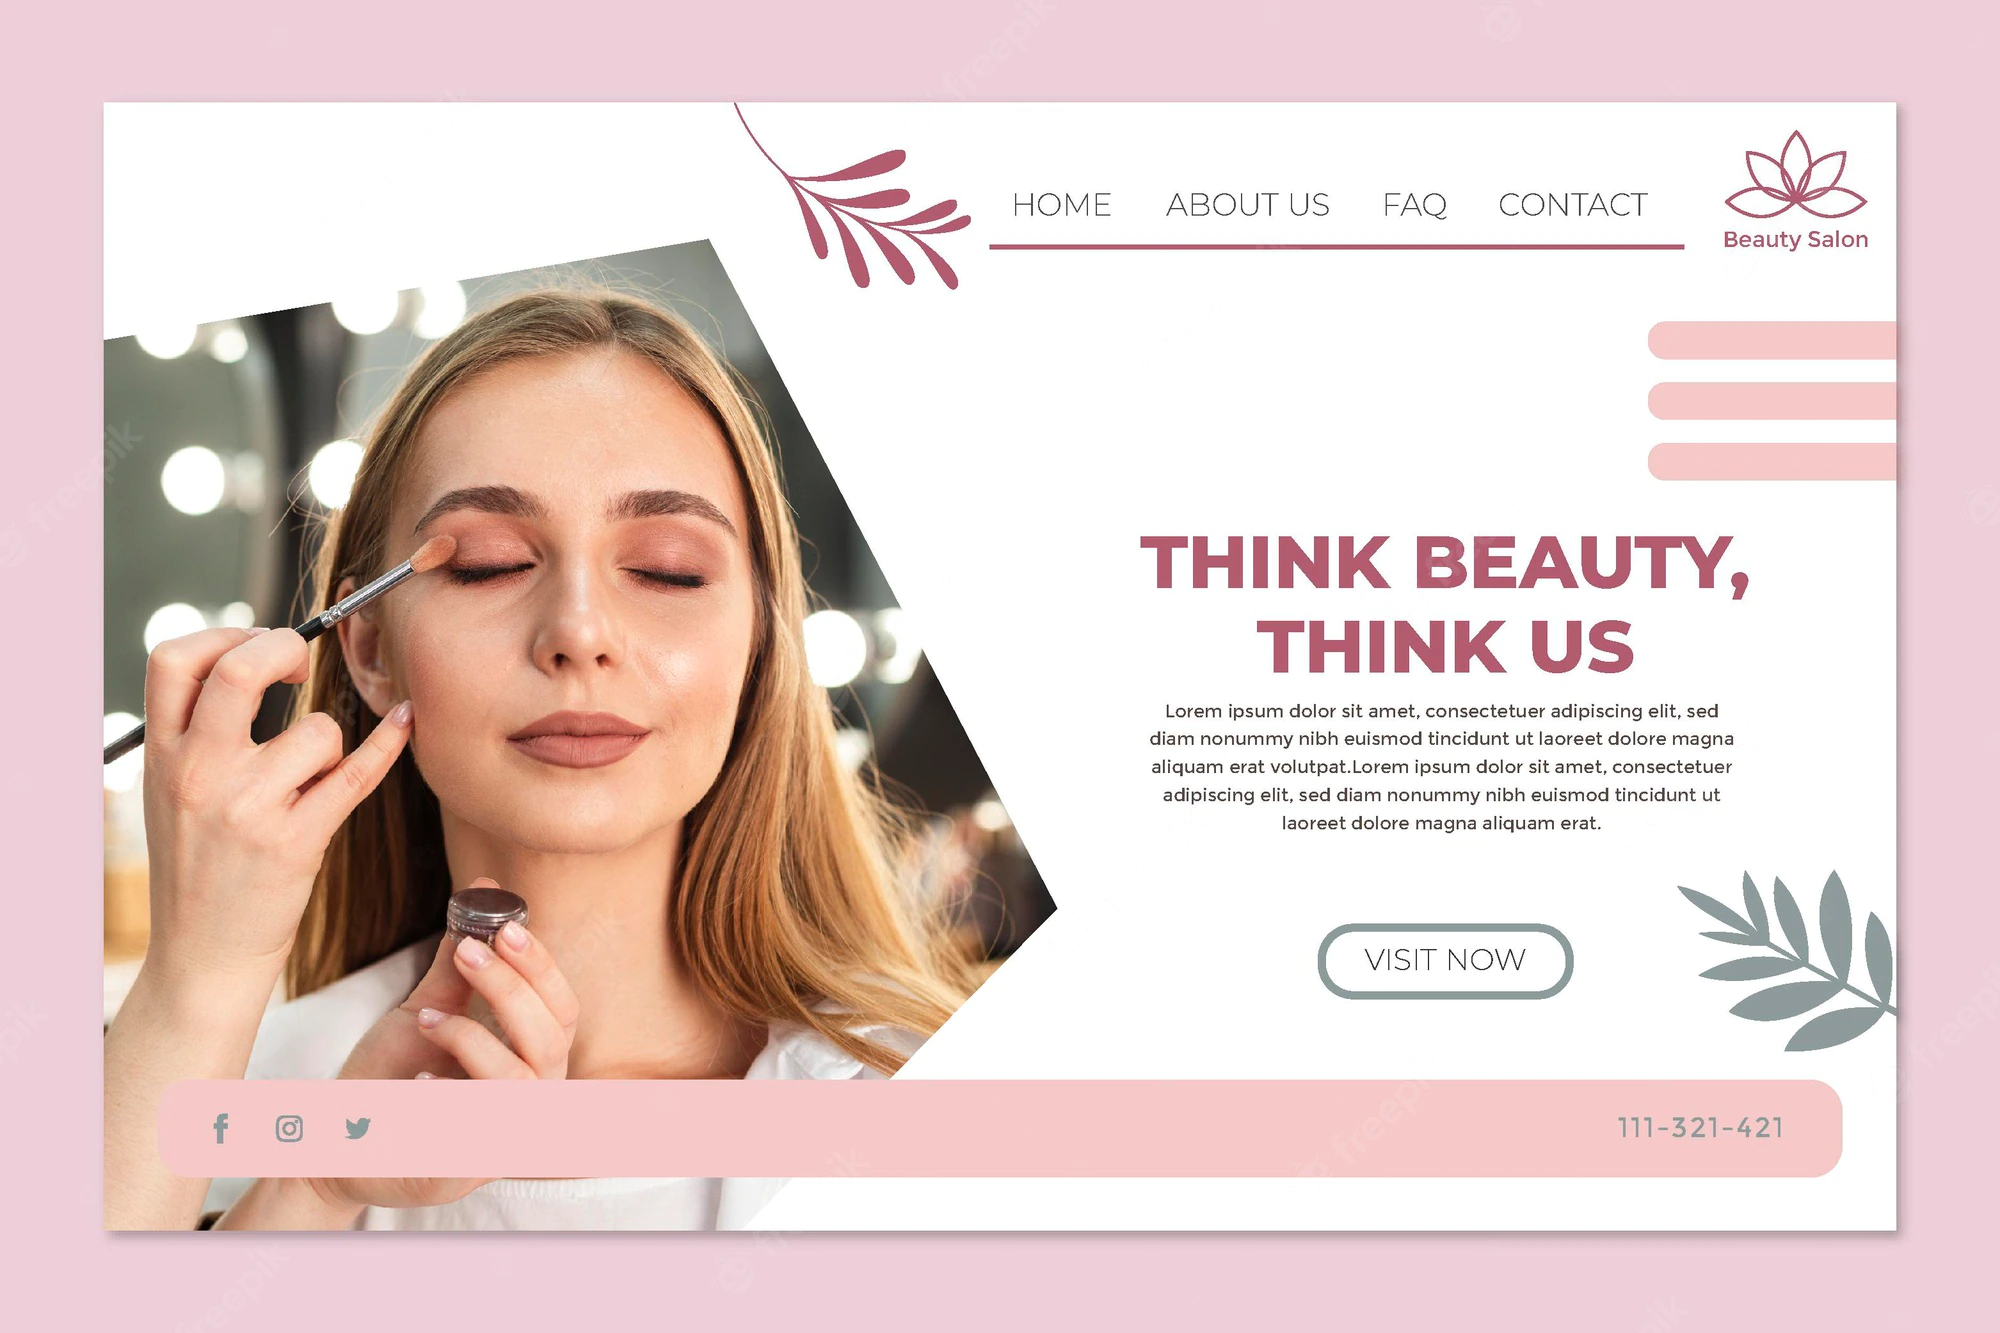 HOME ABOUT US FAQ CONTACT
Beauty Salon
THINK BEAUTY,
THINK US
Lorem ipsum dolor sit amet, consectetuer adipiscing elit, sed
diam nonummy nibh euismod tincidunt ut laoreet dolore magna
aliquam erat volutpat.Lorem ipsum dolor sit amet, consectetuer
adipiscing elit, sed diam nonummy nibh euismod tincidunt ut
laoreet dolore magna aliquam erat.
VISIT NOW
111-321-421
freepik